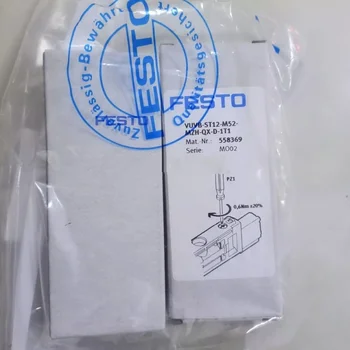 Zuverlässig-Bewährt
FESTO
FESTO
FESTO
VUVB-ST12-M52-
MZH-QX-D-1T1
Mat. Nr.: 558369
Serie: MO02
PZ1
0,6Nm ±20%